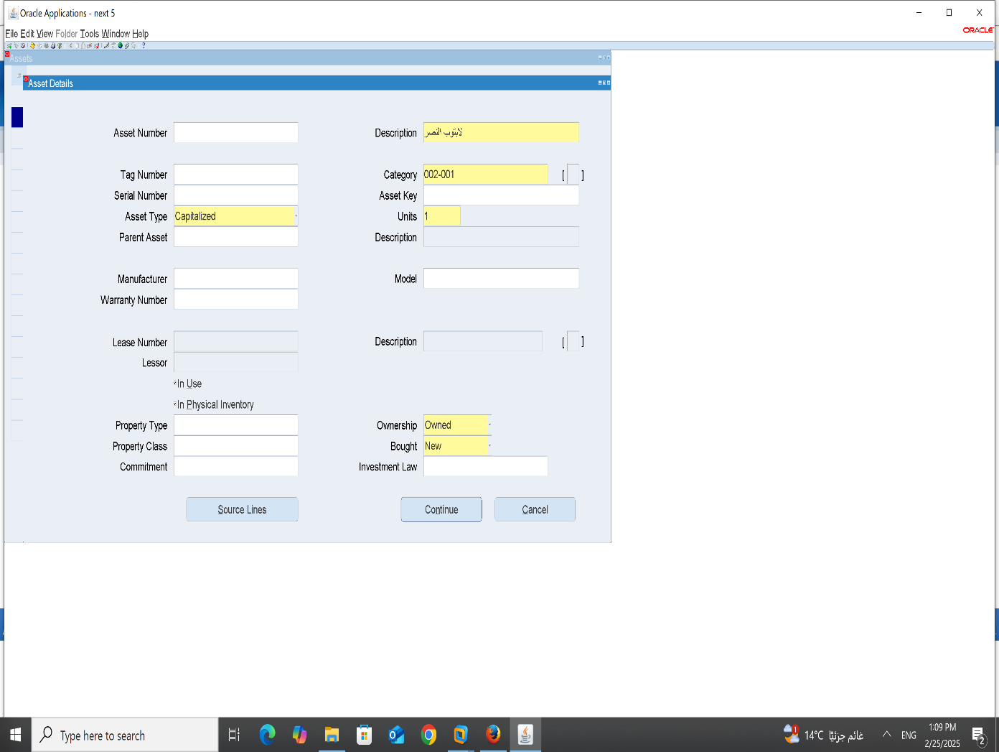 Oracle Applications - next 5
File Edit View Folder Tools Window Help
ORACLE
Assets
Asset Details
Asset Number
Description لابتوب النصر
Tag Number
Category 002-001 [ ]
Serial Number
Asset Key
Asset Type Capitalized
Units 1
Parent Asset
Description
Manufacturer
Model
Warranty Number
Lease Number
Description [ ]
Lessor
In Use
In Physical Inventory
Property Type
Ownership Owned
Property Class
Bought New
Commitment
Investment Law
Source Lines
Continue
Cancel
Type here to search
1
14°C غائم جزئيًا
ENG
1:09 PM
2/25/2025
2